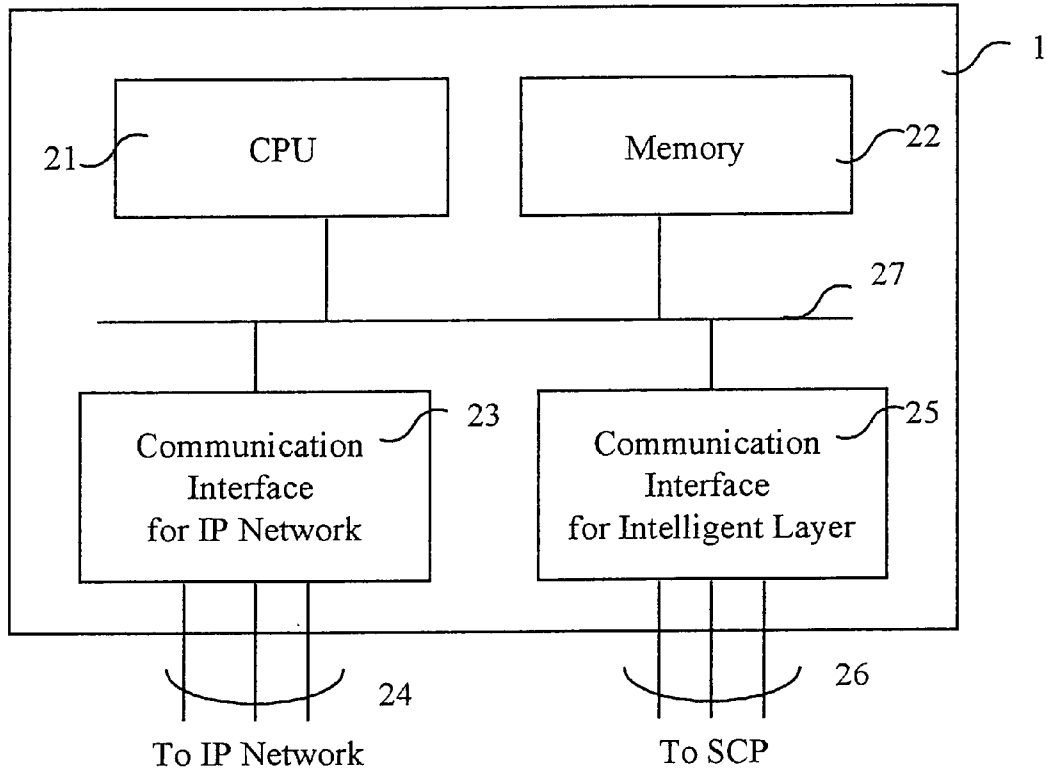 1
21
CPU
Memory
22
27
23
Communication
Interface
for IP Network
25
Communication
Interface
for Intelligent Layer
24
26
To IP Network
To SCP